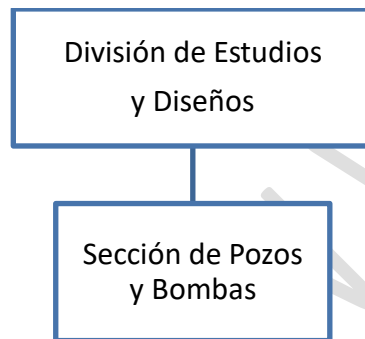 División de Estudios
y Diseños
Sección de Pozos
y Bombas